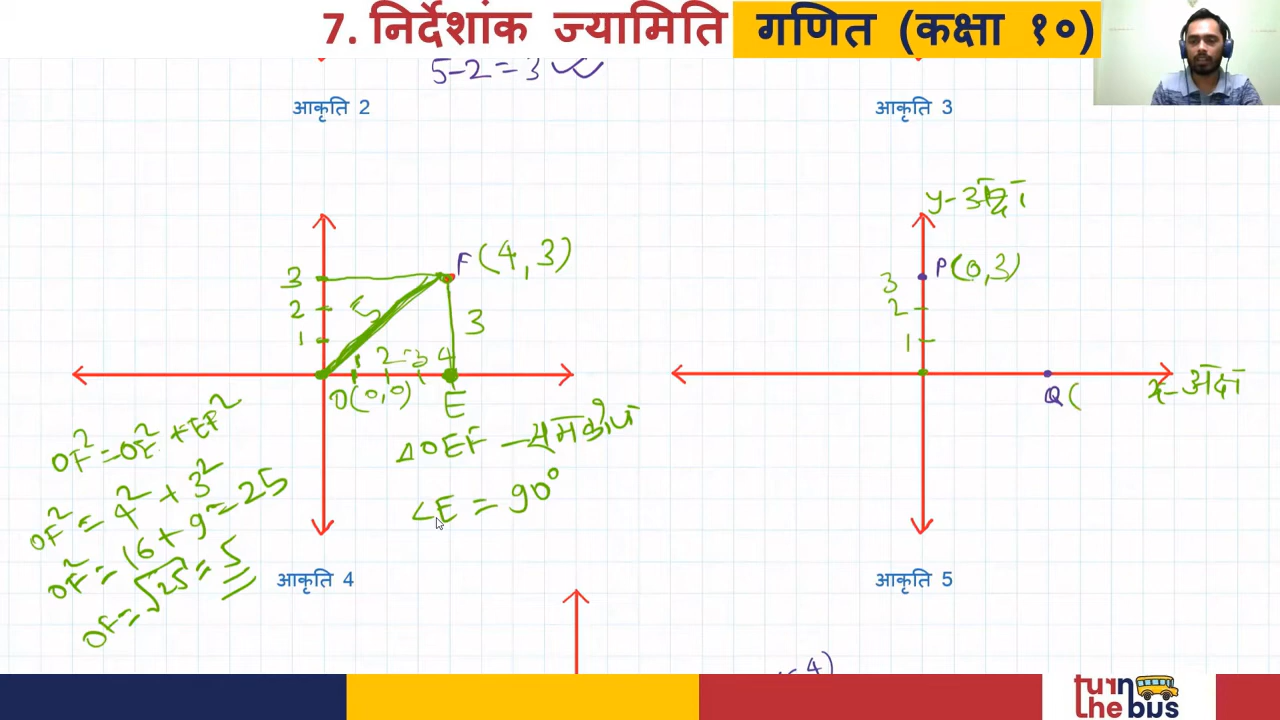 7. निर्देशांक ज्यामिति गणित (कक्षा १०)
5-2=3
आकृति 2
आकृति 3
y-अक्ष
F(4,3)
P(0,3)
3
2
1
5
3
1 2 3 4
O(0,0)
E
3
2
1
Q(
x-अक्ष
OF²=OE²+EF²
OF²=4²+3²
OF²=16+9=25
OF=√25=5
△OEF - समकोण
∠E = 90°
आकृति 4
आकृति 5
4)
turn
the bus